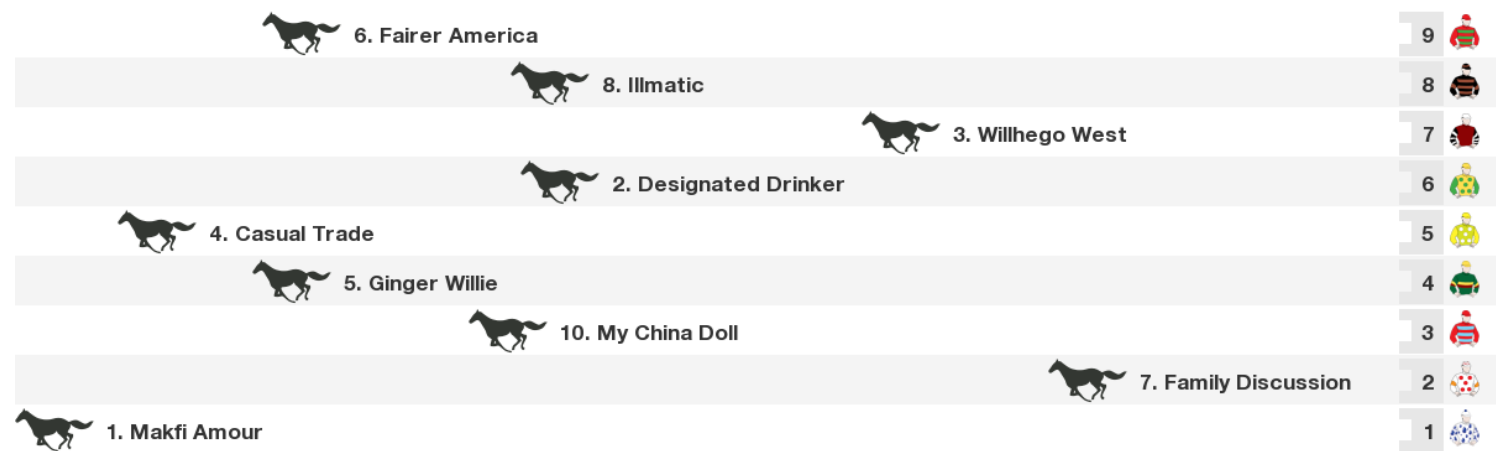 6. Fairer America 9
8. Illmatic 8
3. Willhego West 7
2. Designated Drinker 6
4. Casual Trade 5
5. Ginger Willie 4
10. My China Doll 3
7. Family Discussion 2
1. Makfi Amour 1